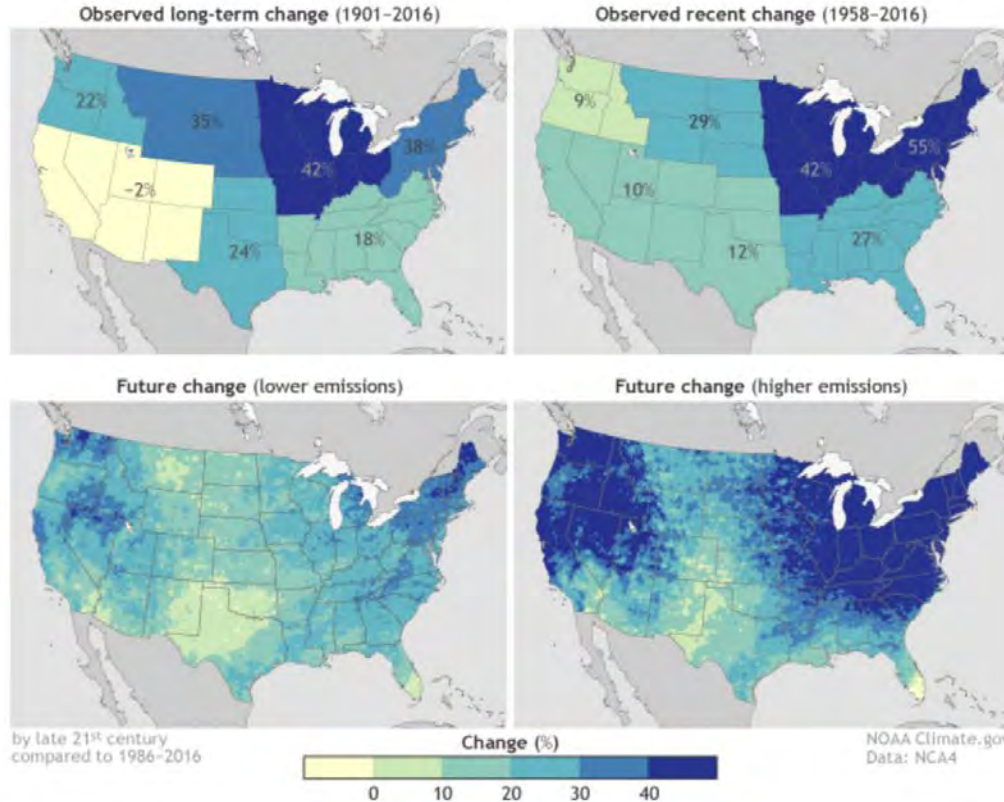 Observed long-term change (1901–2016)
Observed recent change (1958–2016)
22%
35%
42%
38%
-2%
24%
18%
9%
29%
42%
55%
10%
12%
27%
Future change (lower emissions)
Future change (higher emissions)
by late 21st century
compared to 1986–2016
Change (%)
0 10 20 30 40
NOAA Climate.gov
Data: NCA4